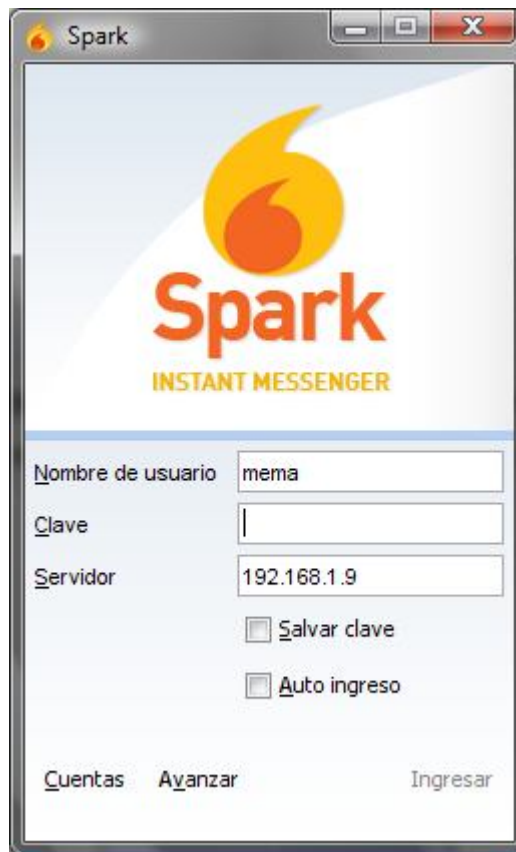 Spark
Spark
INSTANT MESSENGER
Nombre de usuario mema
Clave
Servidor 192.168.1.9
Salvar clave
Auto ingreso
Cuentas Avanzar Ingresar